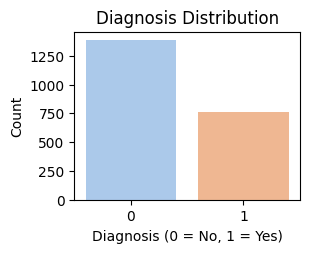 Diagnosis Distribution
1250
1000
750
500
250
0
Count
0 1
Diagnosis (0 = No, 1 = Yes)